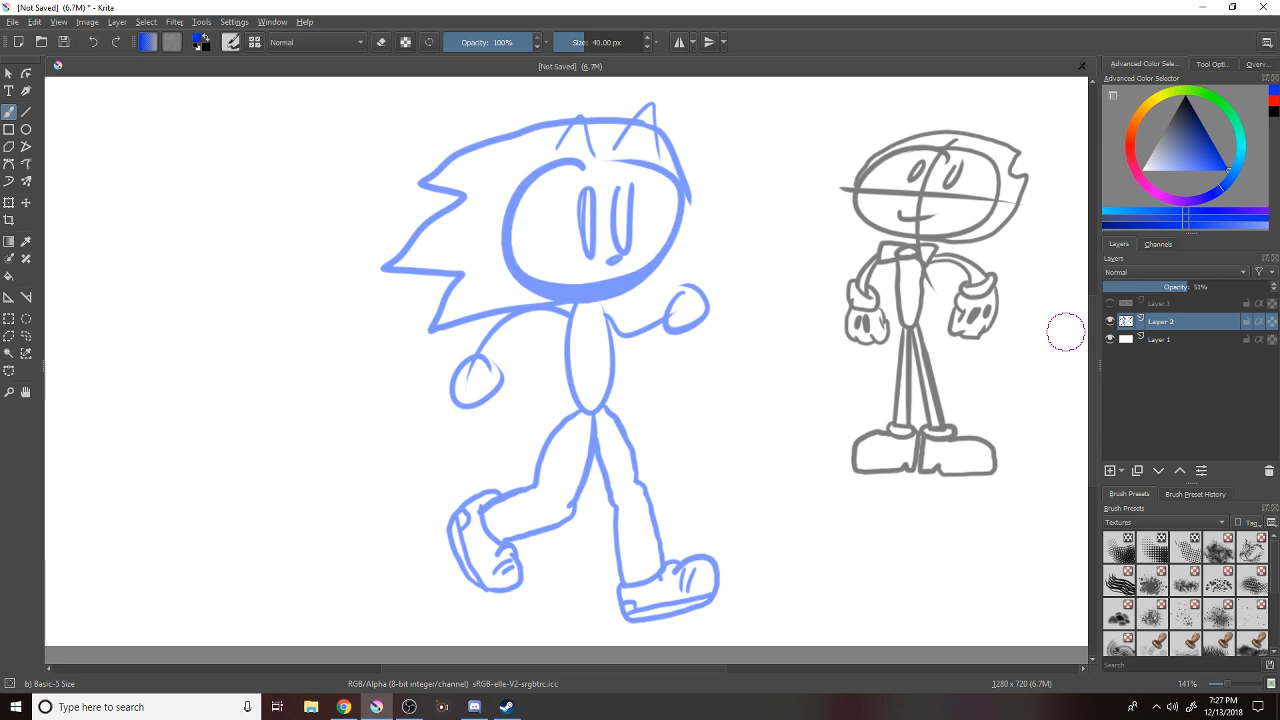 [Not Saved] (6.7M) * - Krita
File Edit View Image Layer Select Filter Tools Settings Window Help
Normal Opacity: 100% Size: 40.00 px
[Not Saved] (6.7M)
Advanced Color Sele... Tool Opti... Overv...
Advanced Color Selector
Layers Channels
Layers
Normal
Opacity: 51%
Layer 3
Layer 2
Layer 1
Brush Presets Brush Preset History
Brush Presets
Textures Tag
Search
b) Basic-5 Size RGB/Alpha (8-bit integer/channel) sRGB-elle-V2-srgbtrc.icc 1280 x 720 (6.7M) 141%
Type here to search 7:27 PM
12/13/2018